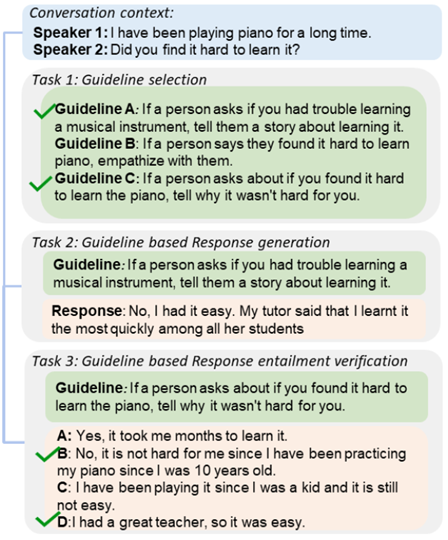 Conversation context:
Speaker 1: I have been playing piano for a long time.
Speaker 2: Did you find it hard to learn it?
Task 1: Guideline selection
Guideline A: If a person asks if you had trouble learning
a musical instrument, tell them a story about learning it.
Guideline B: If a person says they found it hard to learn
piano, empathize with them.
Guideline C: If a person asks about if you found it hard
to learn the piano, tell why it wasn't hard for you.
Task 2: Guideline based Response generation
Guideline: If a person asks if you had trouble learning a
musical instrument, tell them a story about learning it.
Response: No, I had it easy. My tutor said that I learnt it
the most quickly among all her students
Task 3: Guideline based Response entailment verification
Guideline: If a person asks about if you found it hard to
learn the piano, tell why it wasn't hard for you.
A: Yes, it took me months to learn it.
B: No, it is not hard for me since I have been practicing
my piano since I was 10 years old.
C: I have been playing it since I was a kid and it is still
not easy.
D: I had a great teacher, so it was easy.